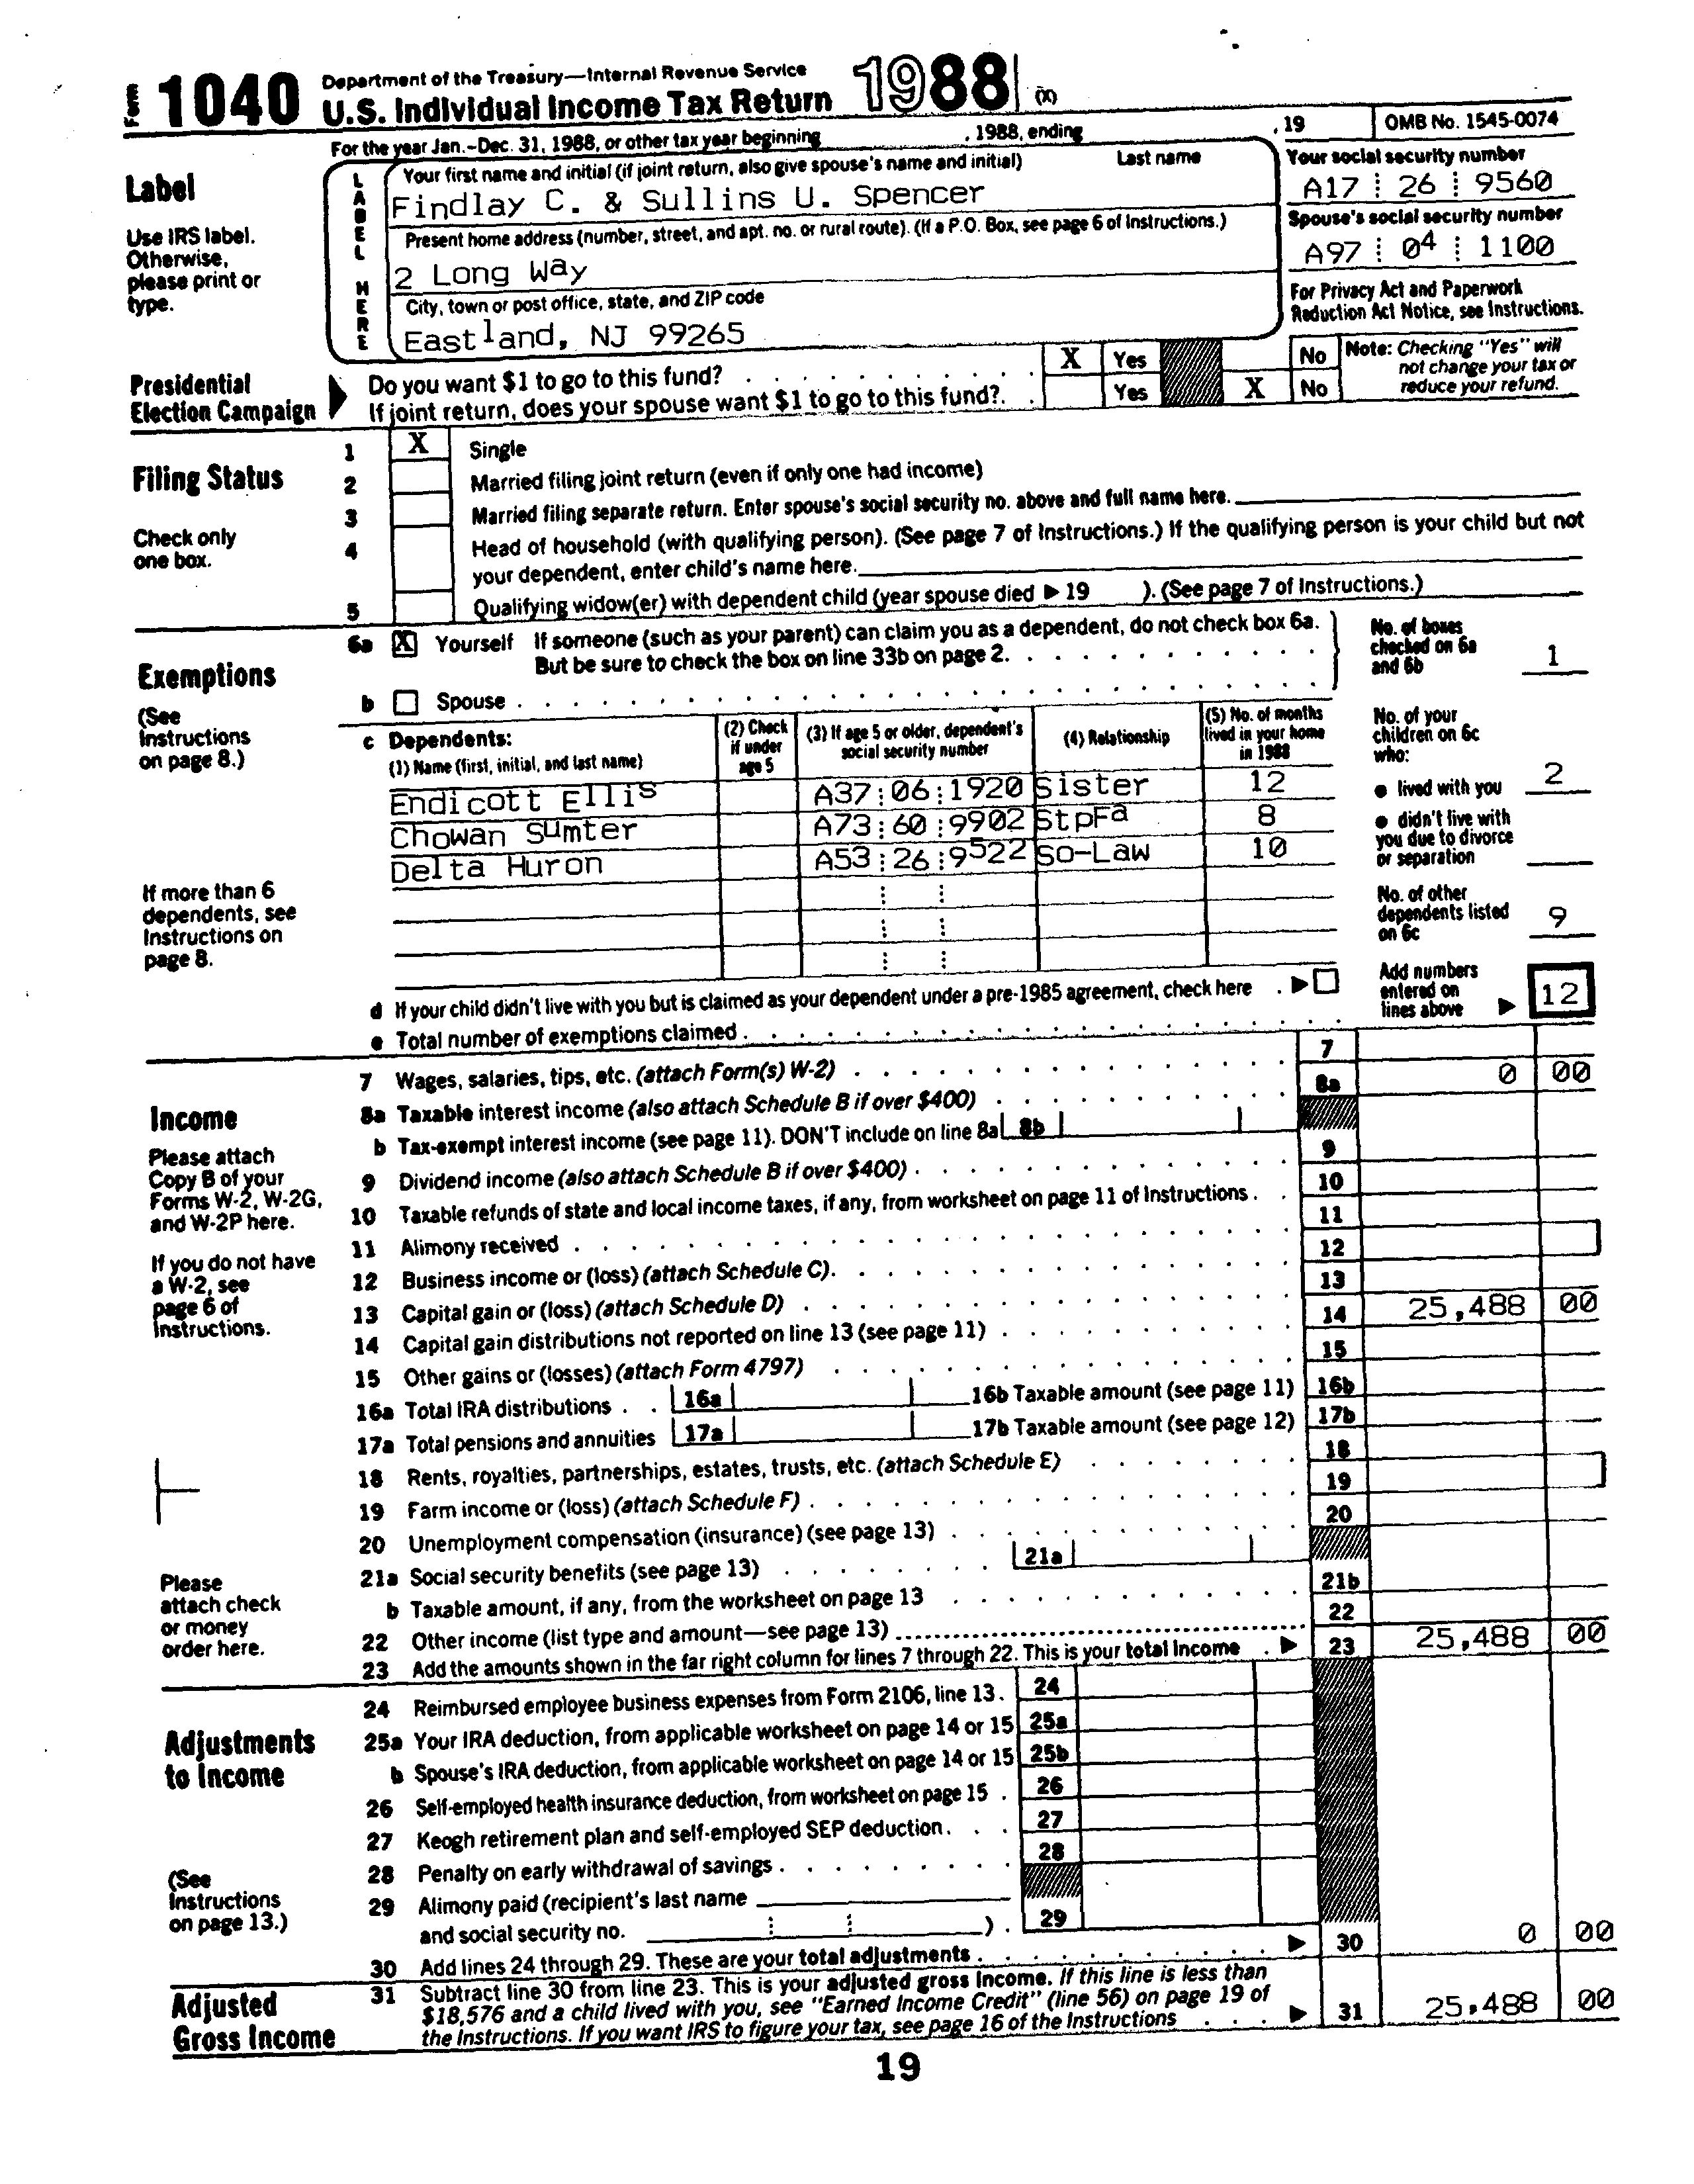 Form 1040 Department of the Treasury—Internal Revenue Service
U.S. Individual Income Tax Return 1988 (X)
For the year Jan.-Dec. 31, 1988, or other tax year beginning , 1988, ending , 19 OMB No. 1545-0074
Label
Use IRS label.
Otherwise,
please print or
type.
LABEL HERE
Your first name and initial (if joint return, also give spouse's name and initial) Last name
Findlay C. & Sullins U. Spencer
Present home address (number, street, and apt. no. or rural route). (If a P.O. Box, see page 6 of Instructions.)
2 Long Way
City, town or post office, state, and ZIP code
Eastland, NJ 99265
Your social security number
A17 26 9560
Spouse's social security number
A97 04 1100
For Privacy Act and Paperwork
Reduction Act Notice, see Instructions.
Presidential
Election Campaign
Do you want $1 to go to this fund? X Yes No
If joint return, does your spouse want $1 to go to this fund? Yes X No
Note: Checking "Yes" will
not change your tax or
reduce your refund.
Filing Status
Check only
one box.
1 X Single
2 Married filing joint return (even if only one had income)
3 Married filing separate return. Enter spouse's social security no. above and full name here.
4 Head of household (with qualifying person). (See page 7 of Instructions.) If the qualifying person is your child but not
your dependent, enter child's name here.
5 Qualifying widow(er) with dependent child (year spouse died ▶ 19 ). (See page 7 of Instructions.)
Exemptions
(See
Instructions
on page 8.)
6a X Yourself If someone (such as your parent) can claim you as a dependent, do not check box 6a.
But be sure to check the box on line 33b on page 2.
b Spouse
No. of boxes
checked on 6a
and 6b 1
c Dependents:
(1) Name (first, initial, and last name)
(2) Check
if under
age 5
(3) If age 5 or older, dependent's
social security number
(4) Relationship
(5) No. of months
lived in your home
in 1988
Endicott Ellis A37 06 1920 Sister 12
Chowan Sumter A73 60 9902 StpFa 8
Delta Huron A53 26 9522 So-Law 10
No. of your
children on 6c
who:
● lived with you 2
● didn't live with
you due to divorce
or separation
No. of other
dependents listed
on 6c 9
If more than 6
dependents, see
Instructions on
page 8.
d If your child didn't live with you but is claimed as your dependent under a pre-1985 agreement, check here ▶
e Total number of exemptions claimed
Add numbers
entered on
lines above ▶ 12
Income
Please attach
Copy B of your
Forms W-2, W-2G,
and W-2P here.
If you do not have
a W-2, see
page 6 of
Instructions.
Please
attach check
or money
order here.
7 Wages, salaries, tips, etc. (attach Form(s) W-2) 7
8a Taxable interest income (also attach Schedule B if over $400) 8a 0 00
b Tax-exempt interest income (see page 11). DON'T include on line 8a 8b
9 Dividend income (also attach Schedule B if over $400) 9
10 Taxable refunds of state and local income taxes, if any, from worksheet on page 11 of Instructions 10
11 Alimony received 11
12 Business income or (loss) (attach Schedule C) 12
13 Capital gain or (loss) (attach Schedule D) 13
14 Capital gain distributions not reported on line 13 (see page 11) 14 25,488 00
15 Other gains or (losses) (attach Form 4797) 15
16a Total IRA distributions 16a 16b Taxable amount (see page 11) 16b
17a Total pensions and annuities 17a 17b Taxable amount (see page 12) 17b
18 Rents, royalties, partnerships, estates, trusts, etc. (attach Schedule E) 18
19 Farm income or (loss) (attach Schedule F) 19
20 Unemployment compensation (insurance) (see page 13) 20
21a Social security benefits (see page 13) 21a
b Taxable amount, if any, from the worksheet on page 13 21b
22 Other income (list type and amount—see page 13) 22
23 Add the amounts shown in the far right column for lines 7 through 22. This is your total income ▶ 23 25,488 00
Adjustments
to Income
(See
Instructions
on page 13.)
24 Reimbursed employee business expenses from Form 2106, line 13. 24
25a Your IRA deduction, from applicable worksheet on page 14 or 15 25a
b Spouse's IRA deduction, from applicable worksheet on page 14 or 15 25b
26 Self-employed health insurance deduction, from worksheet on page 15 26
27 Keogh retirement plan and self-employed SEP deduction 27
28 Penalty on early withdrawal of savings 28
29 Alimony paid (recipient's last name
and social security no. ) 29
30 Add lines 24 through 29. These are your total adjustments ▶ 30 0 00
Adjusted
Gross Income
31 Subtract line 30 from line 23. This is your adjusted gross income. If this line is less than
$18,576 and a child lived with you, see "Earned Income Credit" (line 56) on page 19 of
the Instructions. If you want IRS to figure your tax, see page 16 of the Instructions ▶ 31 25,488 00
19